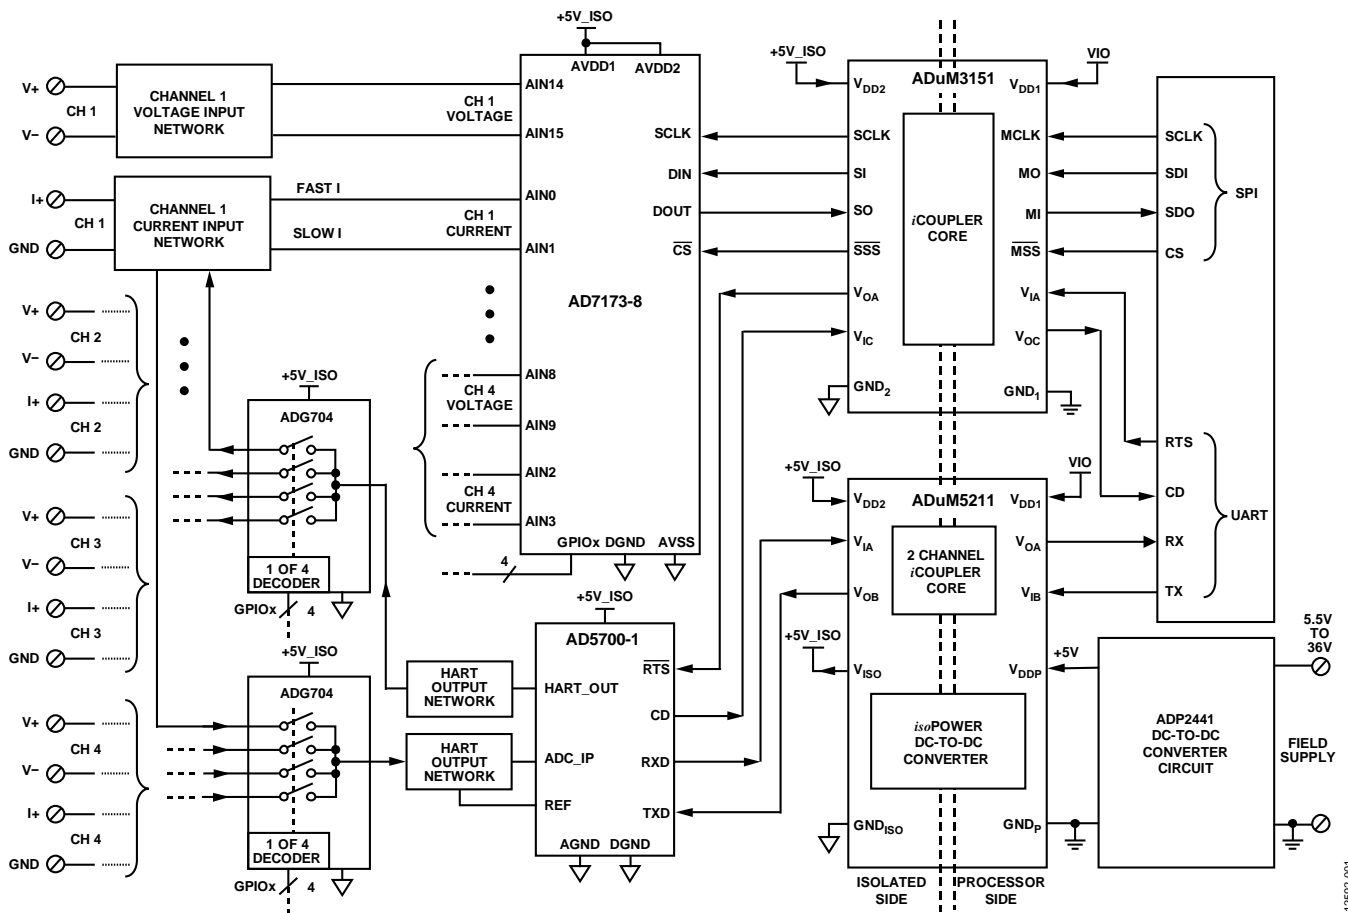 +5V_ISO
AVDD1 AVDD2
V+
CH 1
V−
CHANNEL 1
VOLTAGE INPUT
NETWORK
CH 1
VOLTAGE
AIN14
AIN15
I+
CH 1
GND
CHANNEL 1
CURRENT INPUT
NETWORK
FAST I
SLOW I
CH 1
CURRENT
AIN0
AIN1
AD7173-8
SCLK
DIN
DOUT
CS
CH 4
VOLTAGE
AIN8
AIN9
CH 4
CURRENT
AIN2
AIN3
GPIOx DGND AVSS
4
V+
CH 2
V−
I+
CH 2
GND
V+
CH 3
V−
I+
CH 3
GND
V+
CH 4
V−
I+
CH 4
GND
+5V_ISO
ADG704
1 OF 4
DECODER
GPIOx 4
+5V_ISO
ADG704
1 OF 4
DECODER
GPIOx 4
HART
OUTPUT
NETWORK
HART
OUTPUT
NETWORK
+5V_ISO
AD5700-1
HART_OUT
ADC_IP
REF
RTS
CD
RXD
TXD
AGND DGND
+5V_ISO
VIO
ADuM3151
VDD2
SCLK
SI
SO
SSS
VOA
VIC
GND2
iCOUPLER
CORE
VDD1
MCLK
MO
MI
MSS
VIA
VOC
GND1
SCLK
SDI
SDO
CS
SPI
RTS
CD
RX
TX
UART
+5V_ISO
VIO
ADuM5211
VDD2
VIA
VOB
+5V_ISO
VISO
GNDISO
2 CHANNEL
iCOUPLER
CORE
isoPOWER
DC-TO-DC
CONVERTER
VDD1
VOA
VIB
VDDP
GNDP
+5V
ISOLATED
SIDE
PROCESSOR
SIDE
ADP2441
DC-TO-DC
CONVERTER
CIRCUIT
5.5V
TO
36V
FIELD
SUPPLY
12593-001